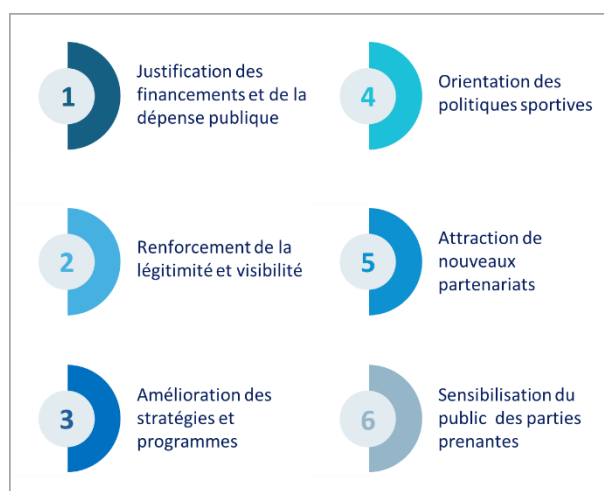 1
Justification des
financements et de la
dépense publique
2
Renforcement de la
légitimité et visibilité
3
Amélioration des
stratégies et
programmes
4
Orientation des
politiques sportives
5
Attraction de
nouveaux
partenariats
6
Sensibilisation du
public des parties
prenantes